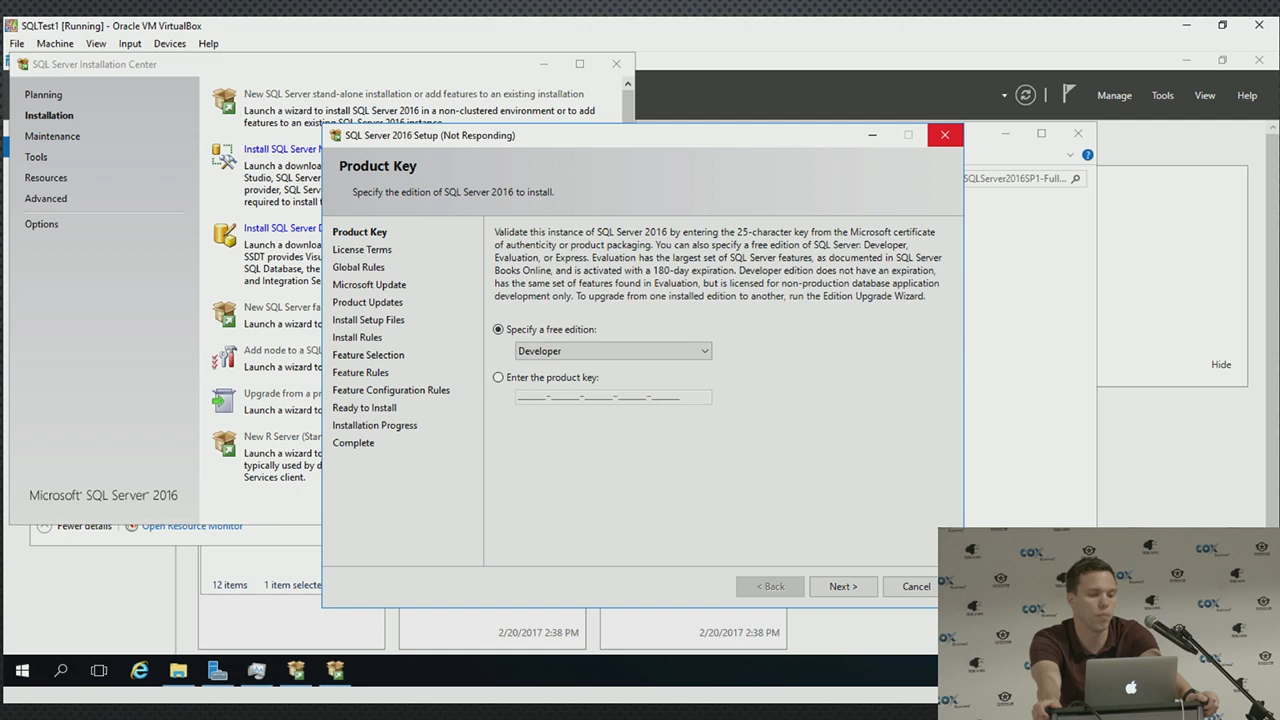 SQLTest1 [Running] - Oracle VM VirtualBox
File Machine View Input Devices Help
SQL Server Installation Center
Planning
Installation
Maintenance
Tools
Resources
Advanced
Options
Microsoft® SQL Server® 2016
New SQL Server stand-alone installation or add features to an existing installation
Launch a wizard to install SQL Server 2016 in a non-clustered environment or to add
features to an existing SQL Server 2016 instance.
Install SQL Server
Launch a downloa
Studio, SQL Serv
provider, SQL Serv
required to install t
Install SQL Server
Launch a downloa
SSDT provides Visu
SQL Database, the
and Integration Se
New SQL Server fa
Launch a wizard to
Add node to a SQL
Launch a wizard to
Upgrade from a pr
Launch a wizard to
New R Server (Stan
Launch a wizard to
typically used by d
Services client.
Manage Tools View Help
SQLServer2016SP1-Full...
Hide
SQL Server 2016 Setup (Not Responding)
Product Key
Specify the edition of SQL Server 2016 to install.
Product Key
License Terms
Global Rules
Microsoft Update
Product Updates
Install Setup Files
Install Rules
Feature Selection
Feature Rules
Feature Configuration Rules
Ready to Install
Installation Progress
Complete
Validate this instance of SQL Server 2016 by entering the 25-character key from the Microsoft certificate
of authenticity or product packaging. You can also specify a free edition of SQL Server: Developer,
Evaluation, or Express. Evaluation has the largest set of SQL Server features, as documented in SQL Server
Books Online, and is activated with a 180-day expiration. Developer edition does not have an expiration,
has the same set of features found in Evaluation, but is licensed for non-production database application
development only. To upgrade from one installed edition to another, run the Edition Upgrade Wizard.
Specify a free edition:
Developer
Enter the product key:
_____-_____-_____-_____-_____
< Back Next > Cancel
Fewer details Open Resource Monitor
12 items 1 item selecte
2/20/2017 2:38 PM
2/20/2017 2:38 PM
COX
COX
COX
COX